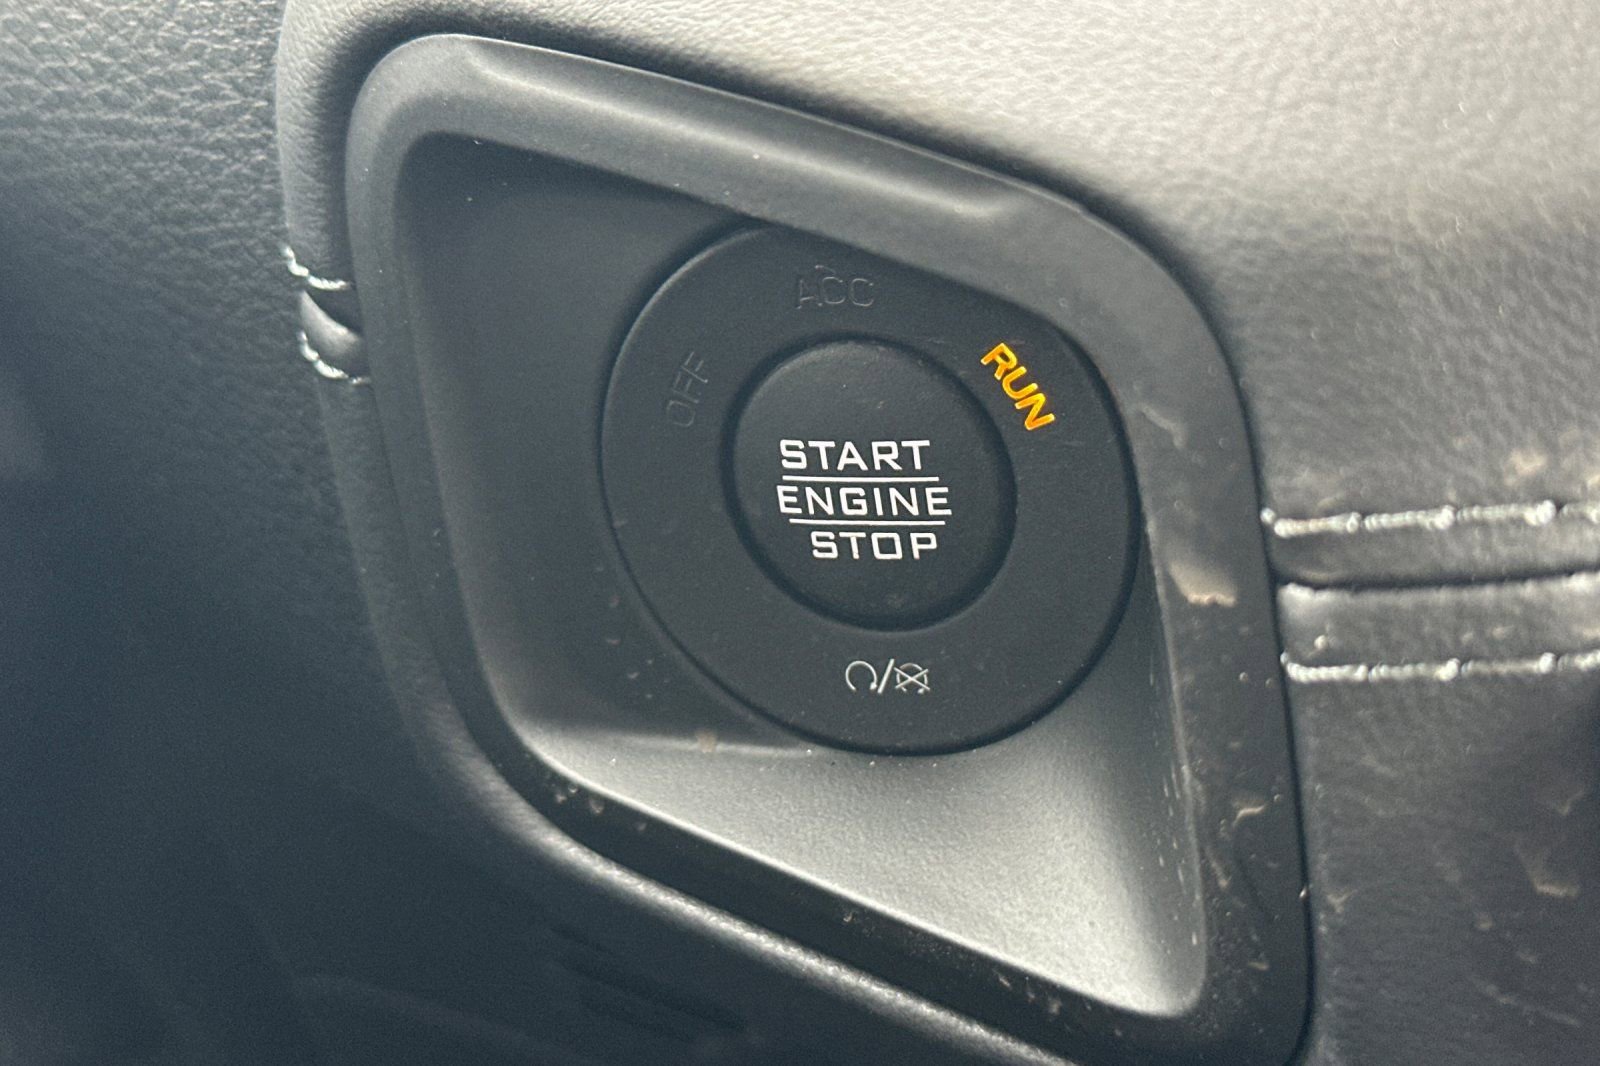 ACC
OFF
RUN
START
ENGINE
STOP